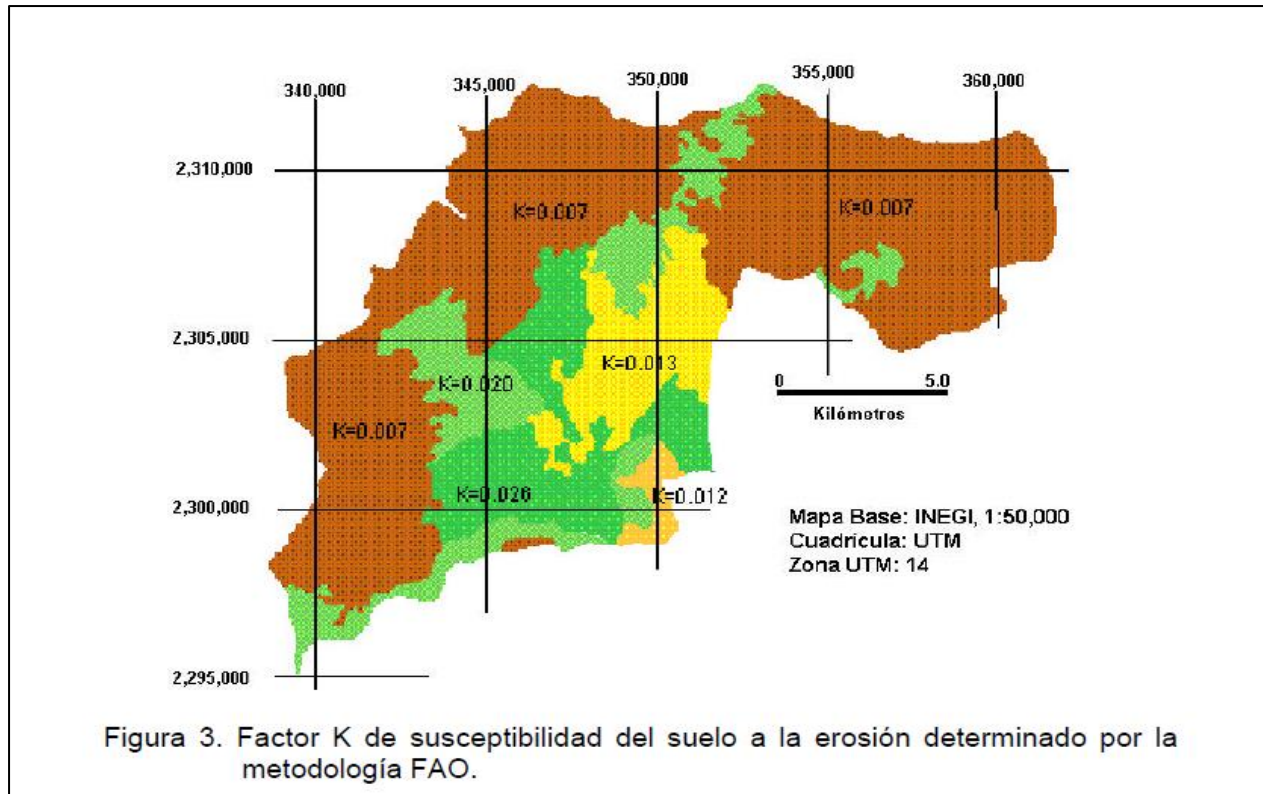 340,000
345,000
350,000
355,000
360,000
2,310,000
K=0.007
K=0.007
2,305,000
K=0.013
K=0.020
0 5.0
Kilómetros
K=0.007
K=0.026
K=0.012
2,300,000
Mapa Base: INEGI, 1:50,000
Cuadrícula: UTM
Zona UTM: 14
2,295,000
Figura 3. Factor K de susceptibilidad del suelo a la erosión determinado por la
metodología FAO.